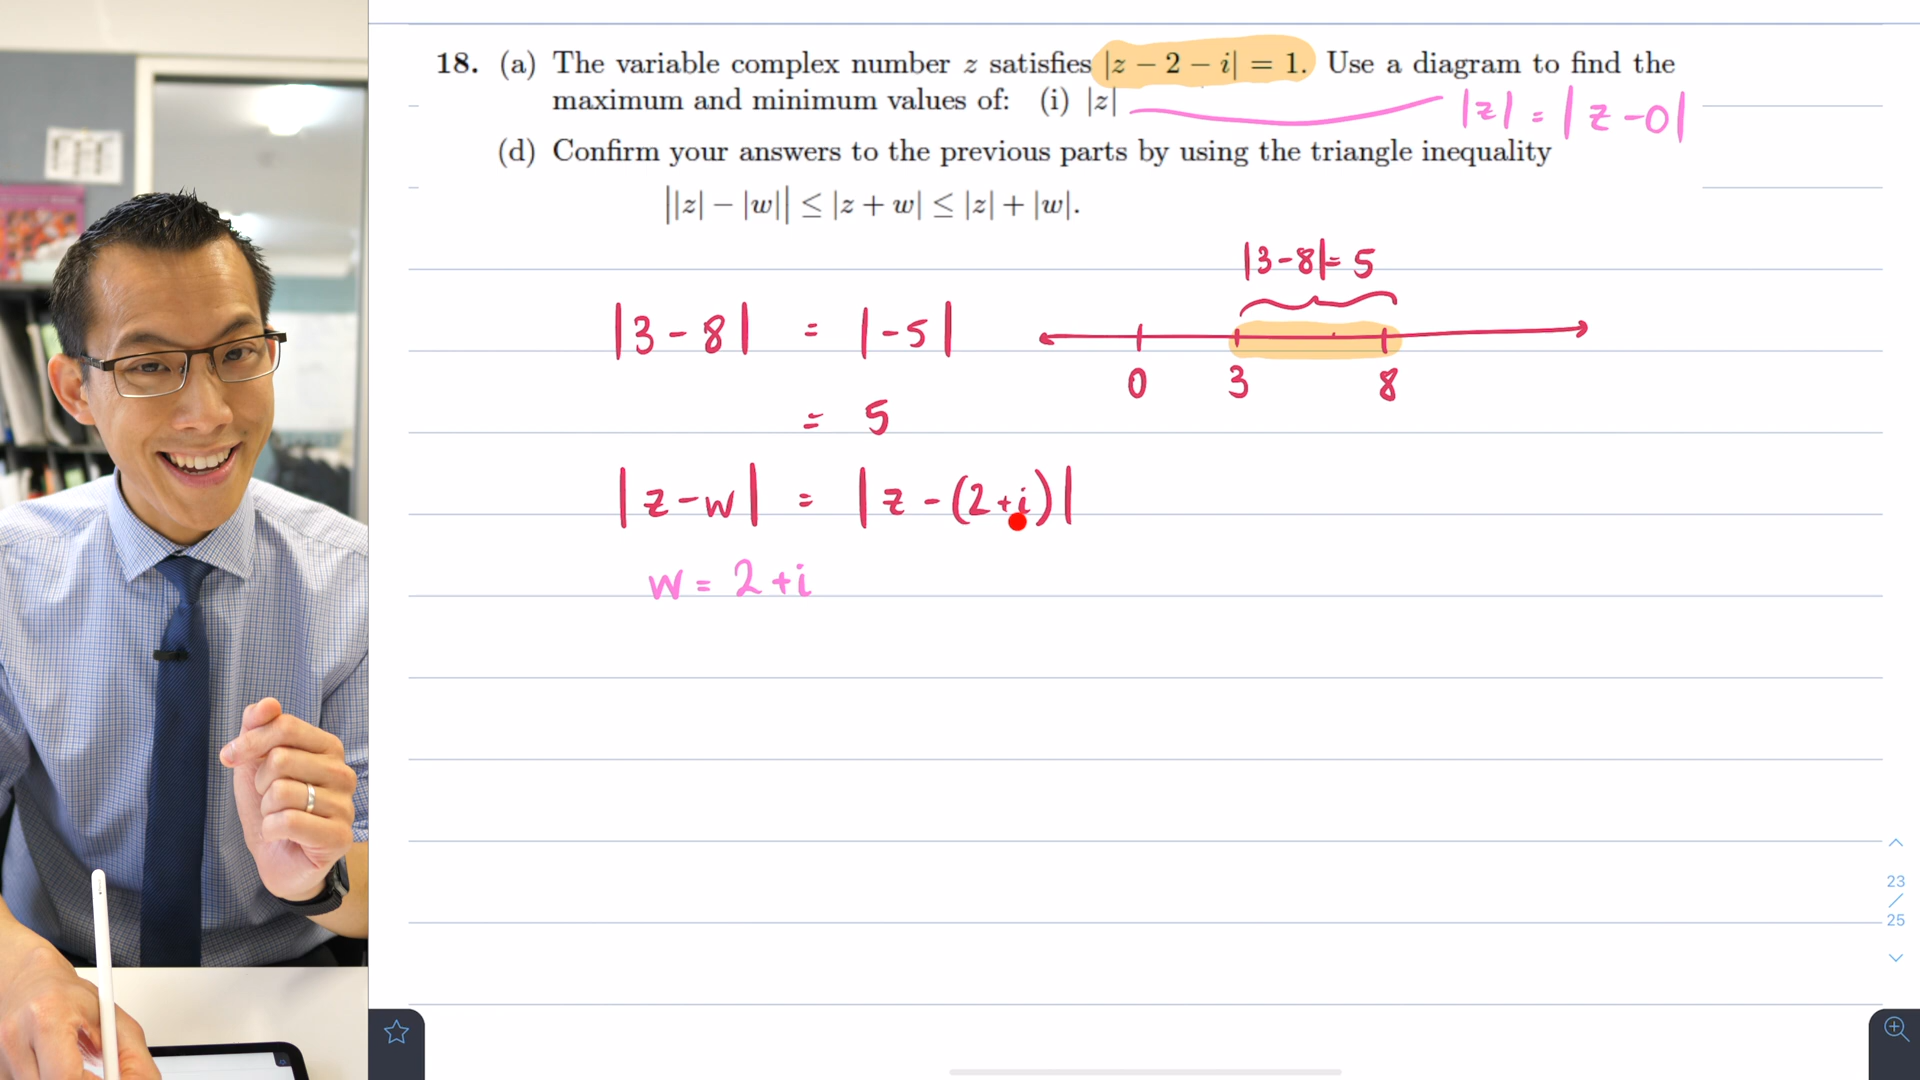 18. (a) The variable complex number z satisfies |z − 2 − i| = 1. Use a diagram to find the
maximum and minimum values of: (i) |z|
|z| = |z - 0|
(d) Confirm your answers to the previous parts by using the triangle inequality
||z| − |w|| ≤ |z + w| ≤ |z| + |w|.
|3-8| = 5
|3 - 8| = |-5|
0 3 8
= 5
|z - w| = |z - (2 + i)|
w = 2 + i
23
/
25